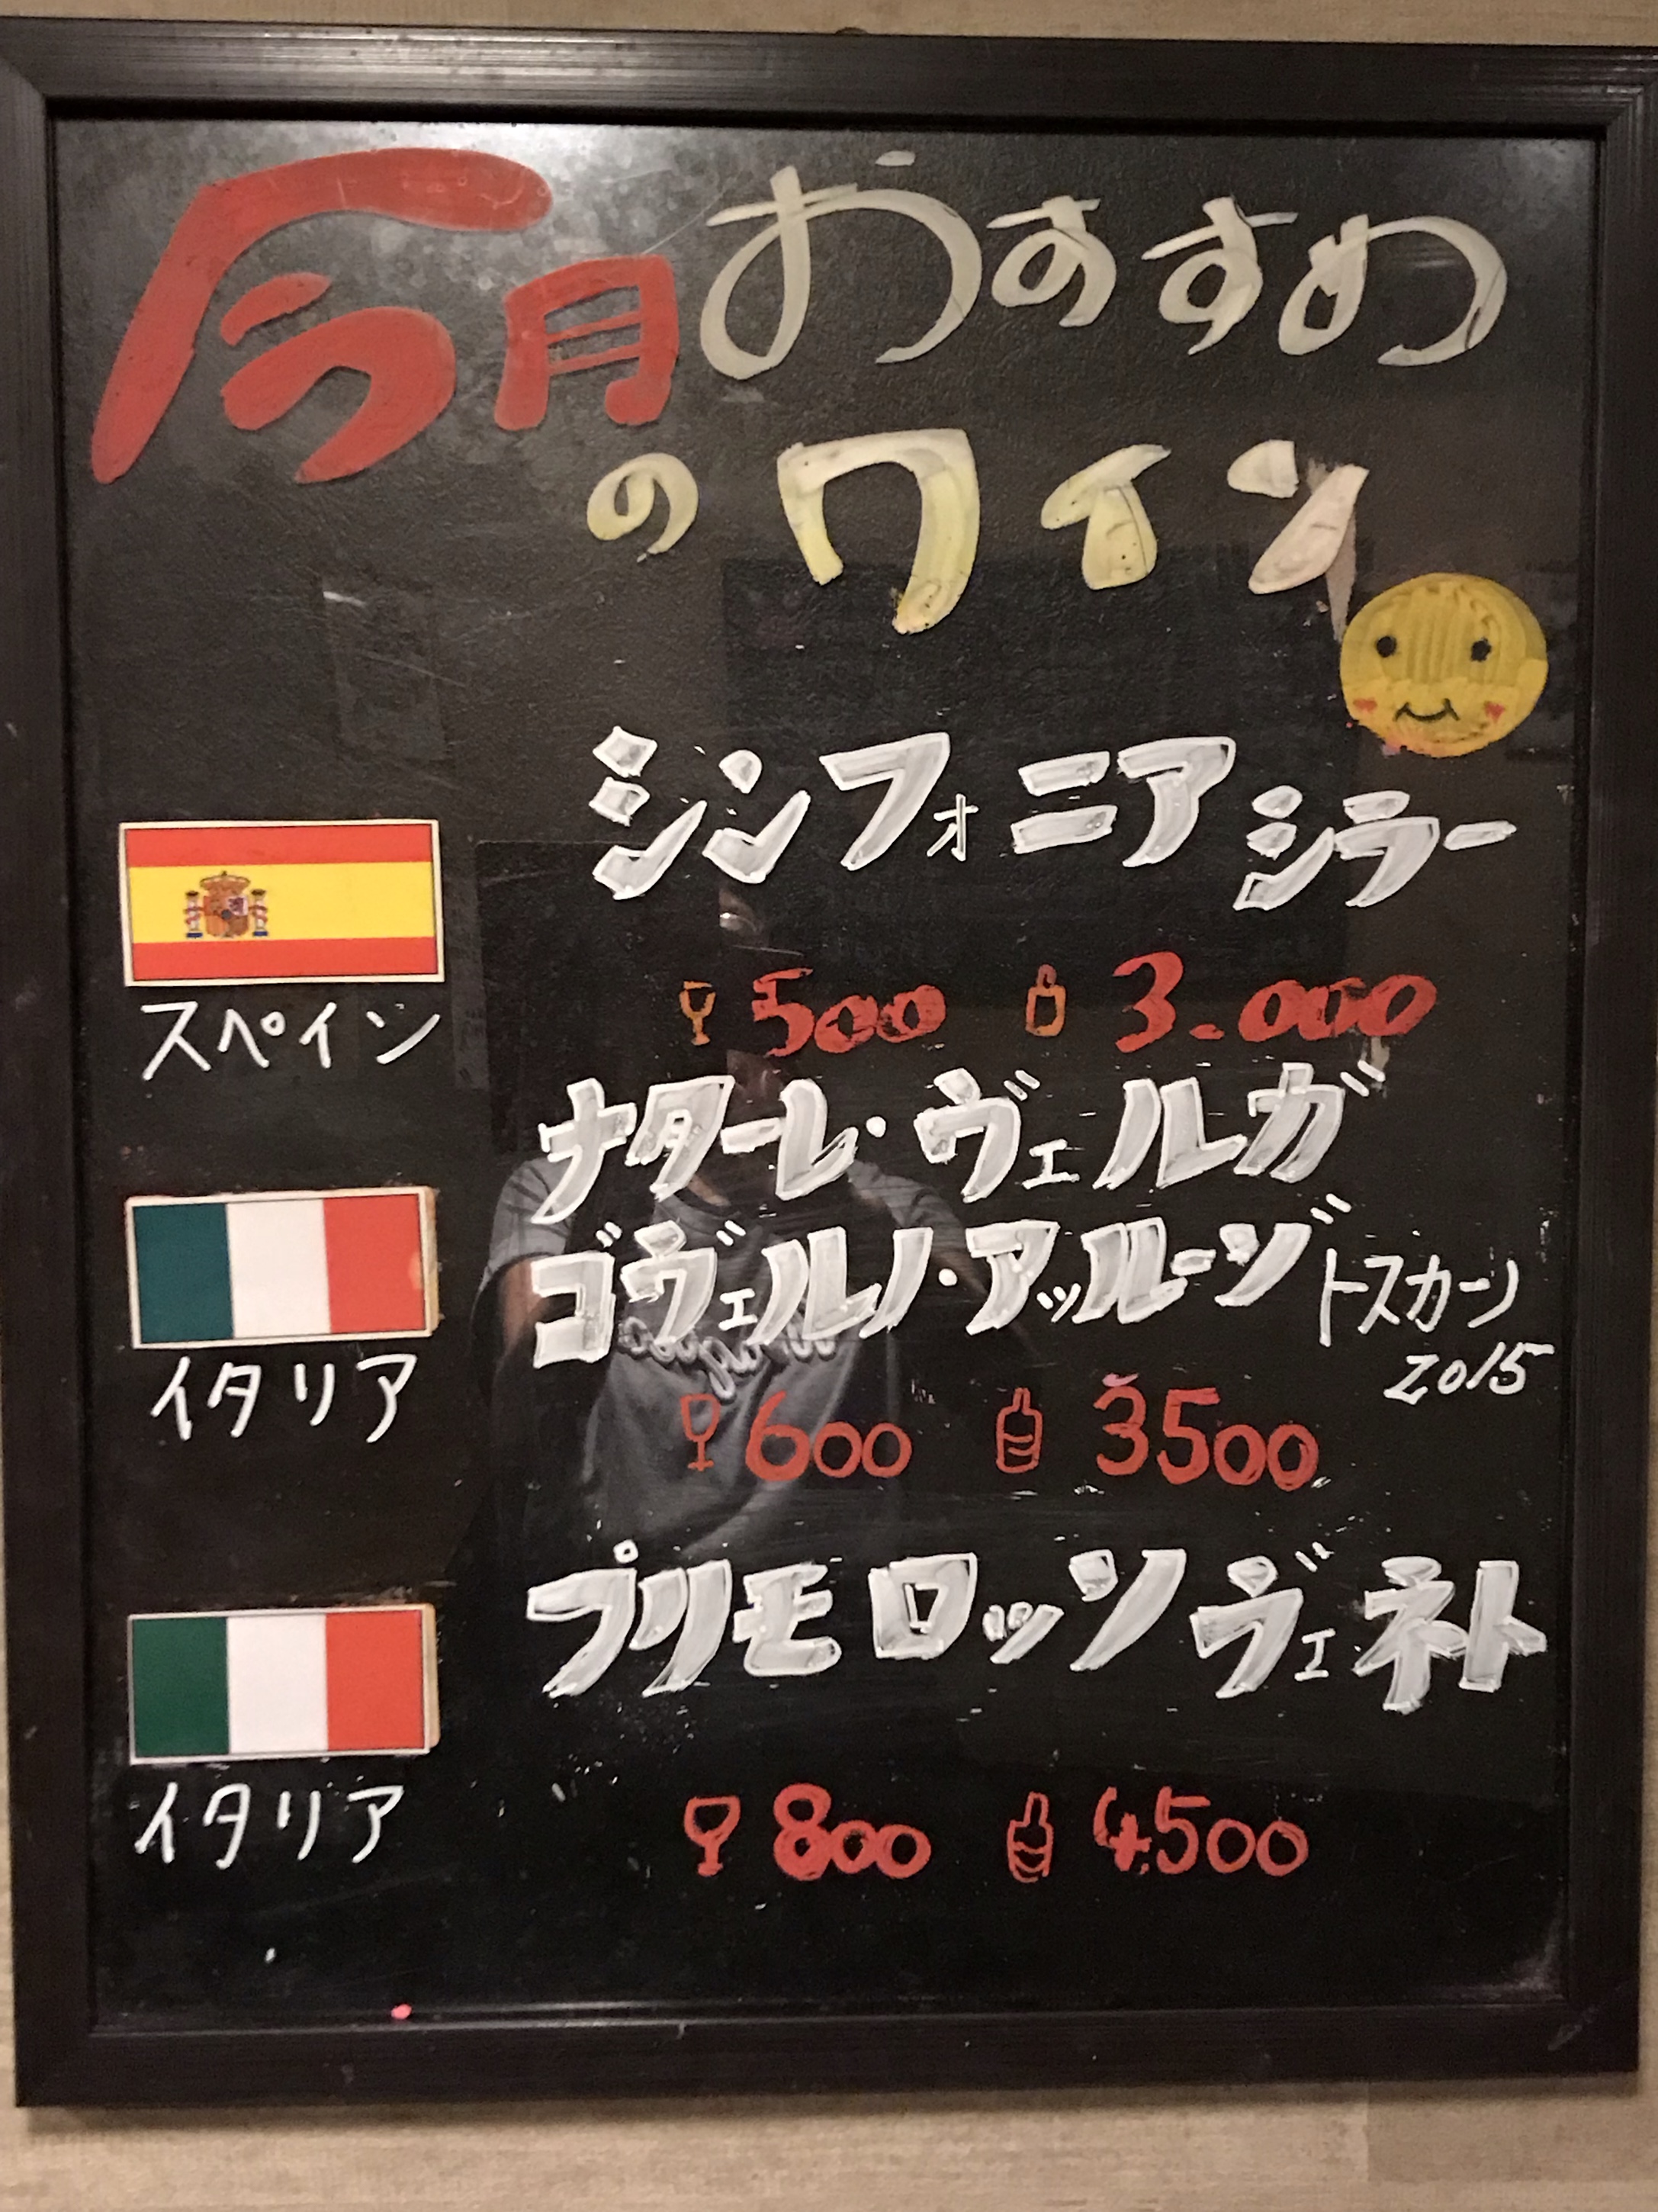 今月おすすめ
のワイン
シンフォニア シラー
スペイン
500 3.000
ナターレ・ヴェルガ
ゴヴェルノ・アッルーゾ トスカーノ
2015
イタリア
600 3500
プリモ ロッソ ヴェネト
イタリア
800 4.500